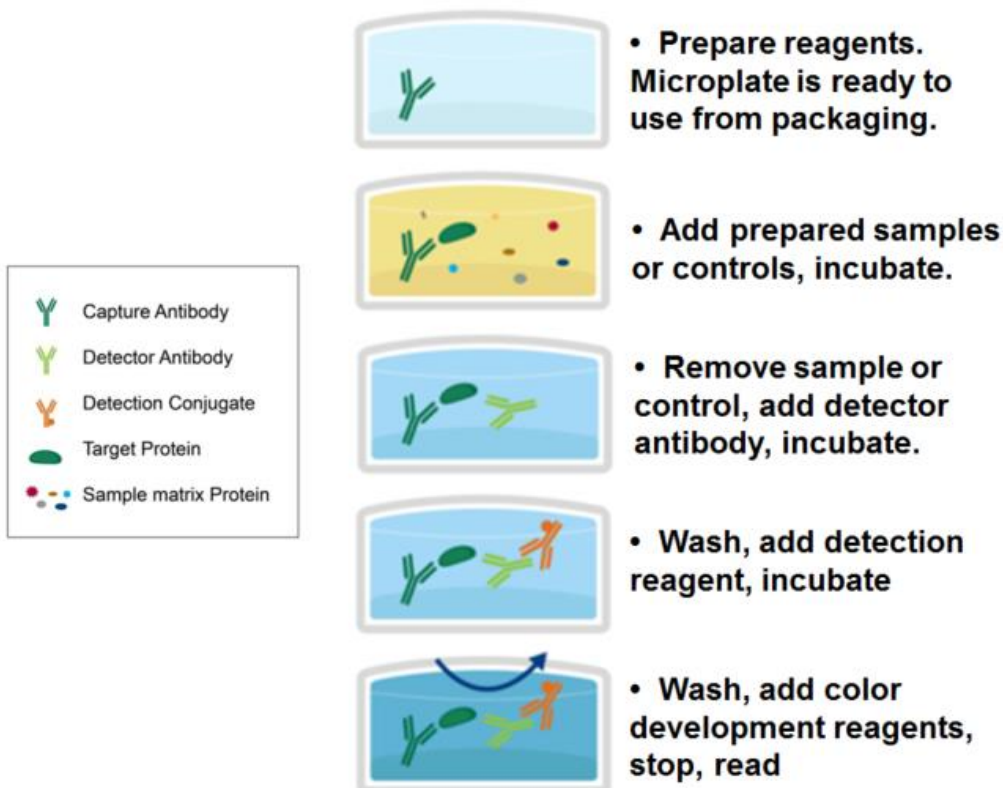 • Prepare reagents.
Microplate is ready to
use from packaging.
• Add prepared samples
or controls, incubate.
Capture Antibody
Detector Antibody
Detection Conjugate
Target Protein
Sample matrix Protein
• Remove sample or
control, add detector
antibody, incubate.
• Wash, add detection
reagent, incubate
• Wash, add color
development reagents,
stop, read